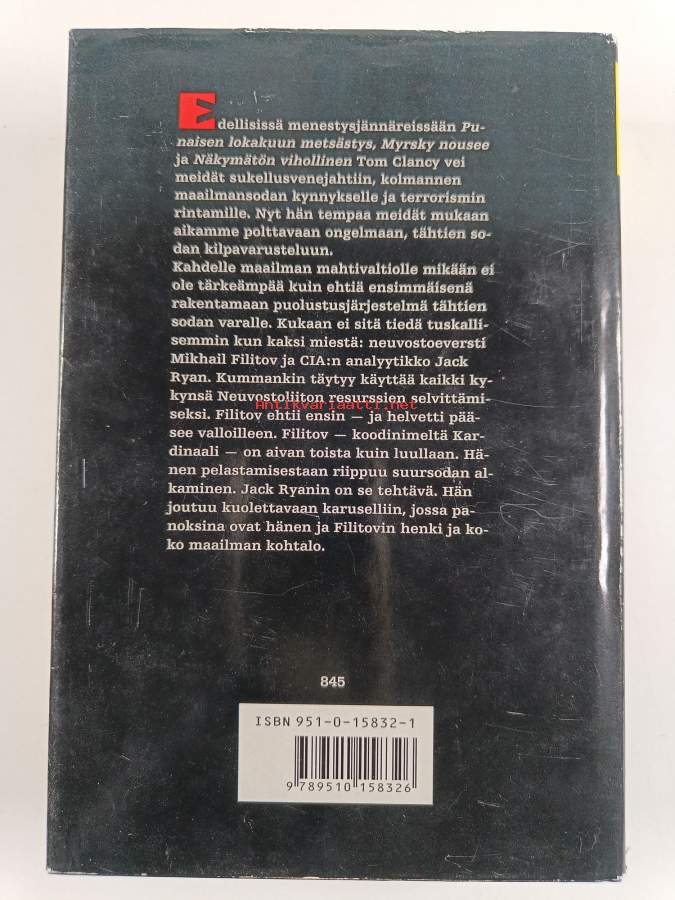 Edellisissä menestysjännäreissään Pu-
naisen lokakuun metsästys, Myrsky nousee
ja Näkymätön vihollinen Tom Clancy vei
meidät sukellusvenejahtiin, kolmannen
maailmansodan kynnykselle ja terrorismin
rintamille. Nyt hän tempaa meidät mukaan
aikamme polttavaan ongelmaan, tähtien so-
dan kilpavarusteluun.
Kahdelle maailman mahtivaltiolle mikään ei
ole tärkeämpää kuin ehtiä ensimmäisenä
rakentamaan puolustusjärjestelmä tähtien
sodan varalle. Kukaan ei sitä tiedä tuskalli-
semmin kun kaksi miestä: neuvostoeversti
Mikhail Filitov ja CIA:n analyytikko Jack
Ryan. Kummankin täytyy käyttää kaikki ky-
kynsä Neuvostoliiton resurssien selvittämi-
seksi. Filitov ehtii ensin — ja helvetti pää-
Antikvariaatti.net
see valloilleen. Filitov — koodinimeltä Kar-
dinaali — on aivan toista kuin luullaan. Hä-
nen pelastamisestaan riippuu suursodan al-
kaminen. Jack Ryanin on se tehtävä. Hän
joutuu kuolettavaan karuselliin, jossa pa-
noksina ovat hänen ja Filitovin henki ja ko-
ko maailman kohtalo.
845
ISBN 951-0-15832-1
9 789510 158326